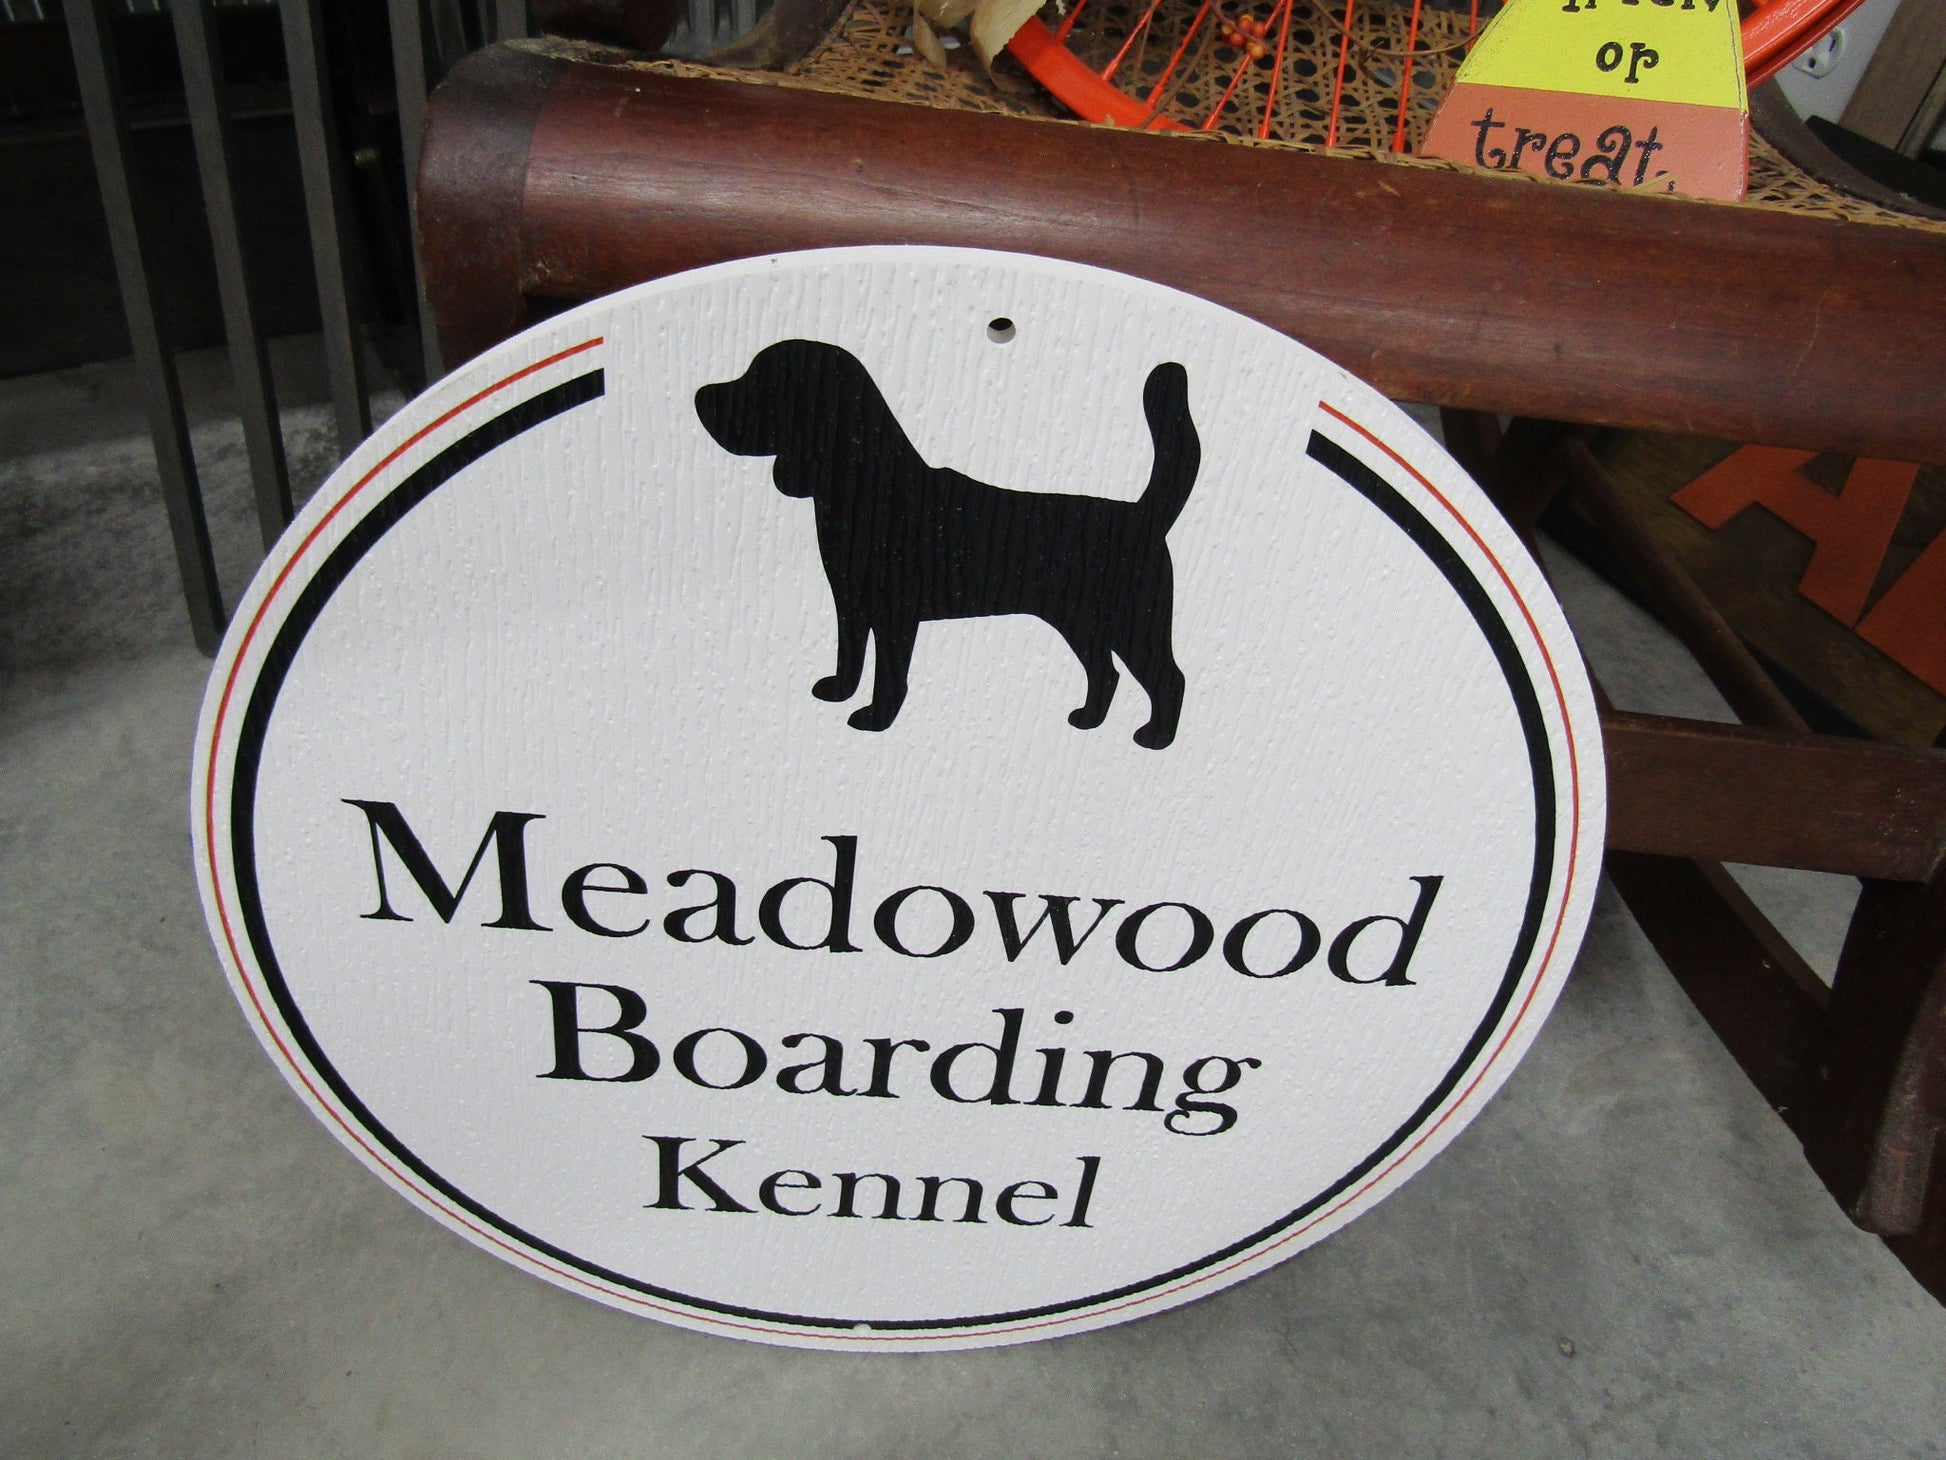 or
treat
Meadowood
Boarding
Kennel